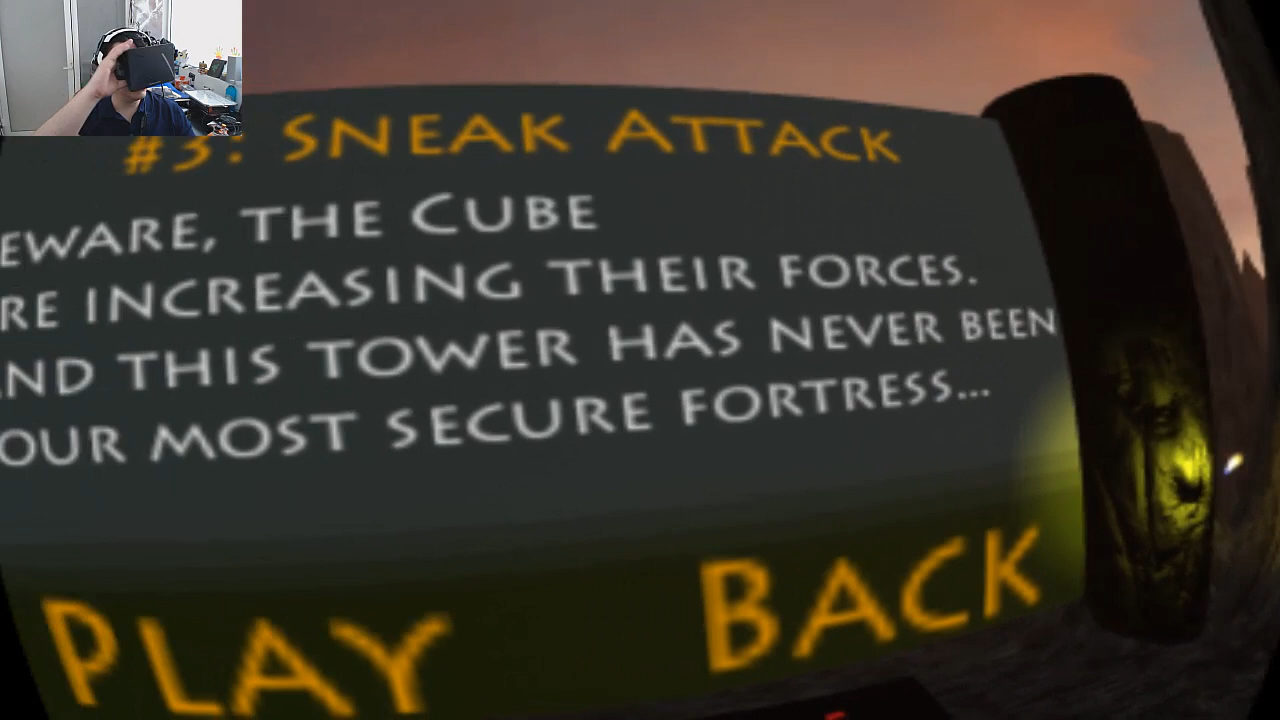 #3: SNEAK ATTACK
EWARE, THE CUBE
RE INCREASING THEIR FORCES.
ND THIS TOWER HAS NEVER BEEN
OUR MOST SECURE FORTRESS...
PLAY BACK